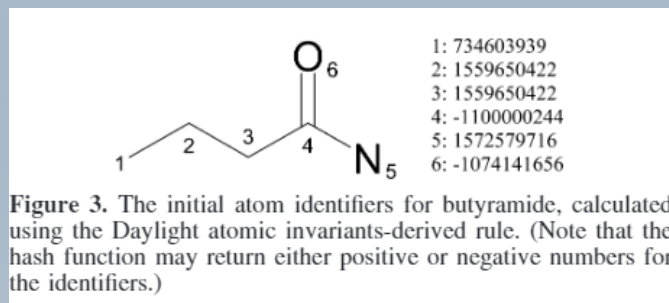 O
6
1: 734603939
2: 1559650422
3: 1559650422
4: -1100000244
5: 1572579716
6: -1074141656
1
2
3
4
N
5
Figure 3. The initial atom identifiers for butyramide, calculated
using the Daylight atomic invariants-derived rule. (Note that the
hash function may return either positive or negative numbers for
the identifiers.)